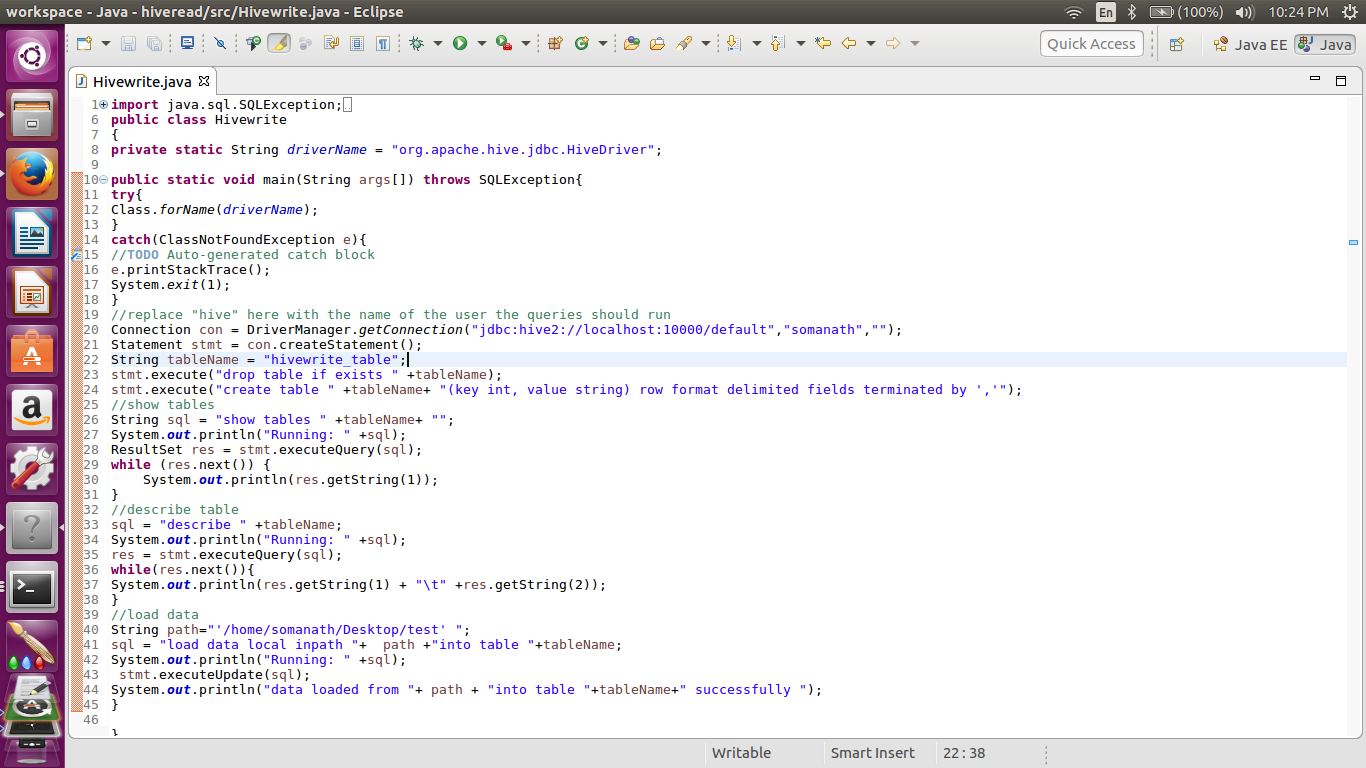 workspace - Java - hiveread/src/Hivewrite.java - Eclipse
En (100%) 10:24 PM
Quick Access Java EE Java
Hivewrite.java
1 import java.sql.SQLException;
6 public class Hivewrite
7 {
8 private static String driverName = "org.apache.hive.jdbc.HiveDriver";
9
10 public static void main(String args[]) throws SQLException{
11 try{
12 Class.forName(driverName);
13 }
14 catch(ClassNotFoundException e){
15 //TODO Auto-generated catch block
16 e.printStackTrace();
17 System.exit(1);
18 }
19 //replace "hive" here with the name of the user the queries should run
20 Connection con = DriverManager.getConnection("jdbc:hive2://localhost:10000/default","somanath","");
21 Statement stmt = con.createStatement();
22 String tableName = "hivewrite_table";
23 stmt.execute("drop table if exists " +tableName);
24 stmt.execute("create table " +tableName+ "(key int, value string) row format delimited fields terminated by ','");
25 //show tables
26 String sql = "show tables " +tableName+ "";
27 System.out.println("Running: " +sql);
28 ResultSet res = stmt.executeQuery(sql);
29 while (res.next()) {
30     System.out.println(res.getString(1));
31 }
32 //describe table
33 sql = "describe " +tableName;
34 System.out.println("Running: " +sql);
35 res = stmt.executeQuery(sql);
36 while(res.next()){
37 System.out.println(res.getString(1) + "\t" +res.getString(2));
38 }
39 //load data
40 String path="'/home/somanath/Desktop/test' ";
41 sql = "load data local inpath "+  path +"into table "+tableName;
42 System.out.println("Running: " +sql);
43  stmt.executeUpdate(sql);
44 System.out.println("data loaded from "+ path + "into table "+tableName+" successfully ");
45 }
46
}
Writable Smart Insert 22 : 38